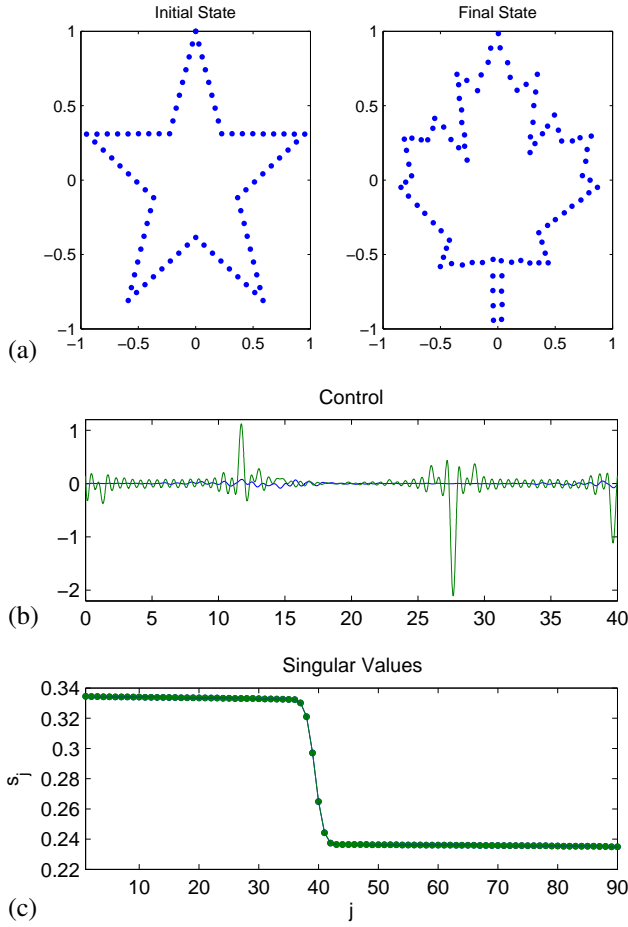 Initial State
Final State
1
0.5
0
−0.5
−1
−1 −0.5 0 0.5 1
1
0.5
0
−0.5
−1
−1 −0.5 0 0.5 1
(a)
Control
1
0
−1
−2
0 5 10 15 20 25 30 35 40
(b)
Singular Values
0.34
0.32
0.3
0.28
0.26
0.24
0.22
s_j
10 20 30 40 50 60 70 80 90
j
(c)